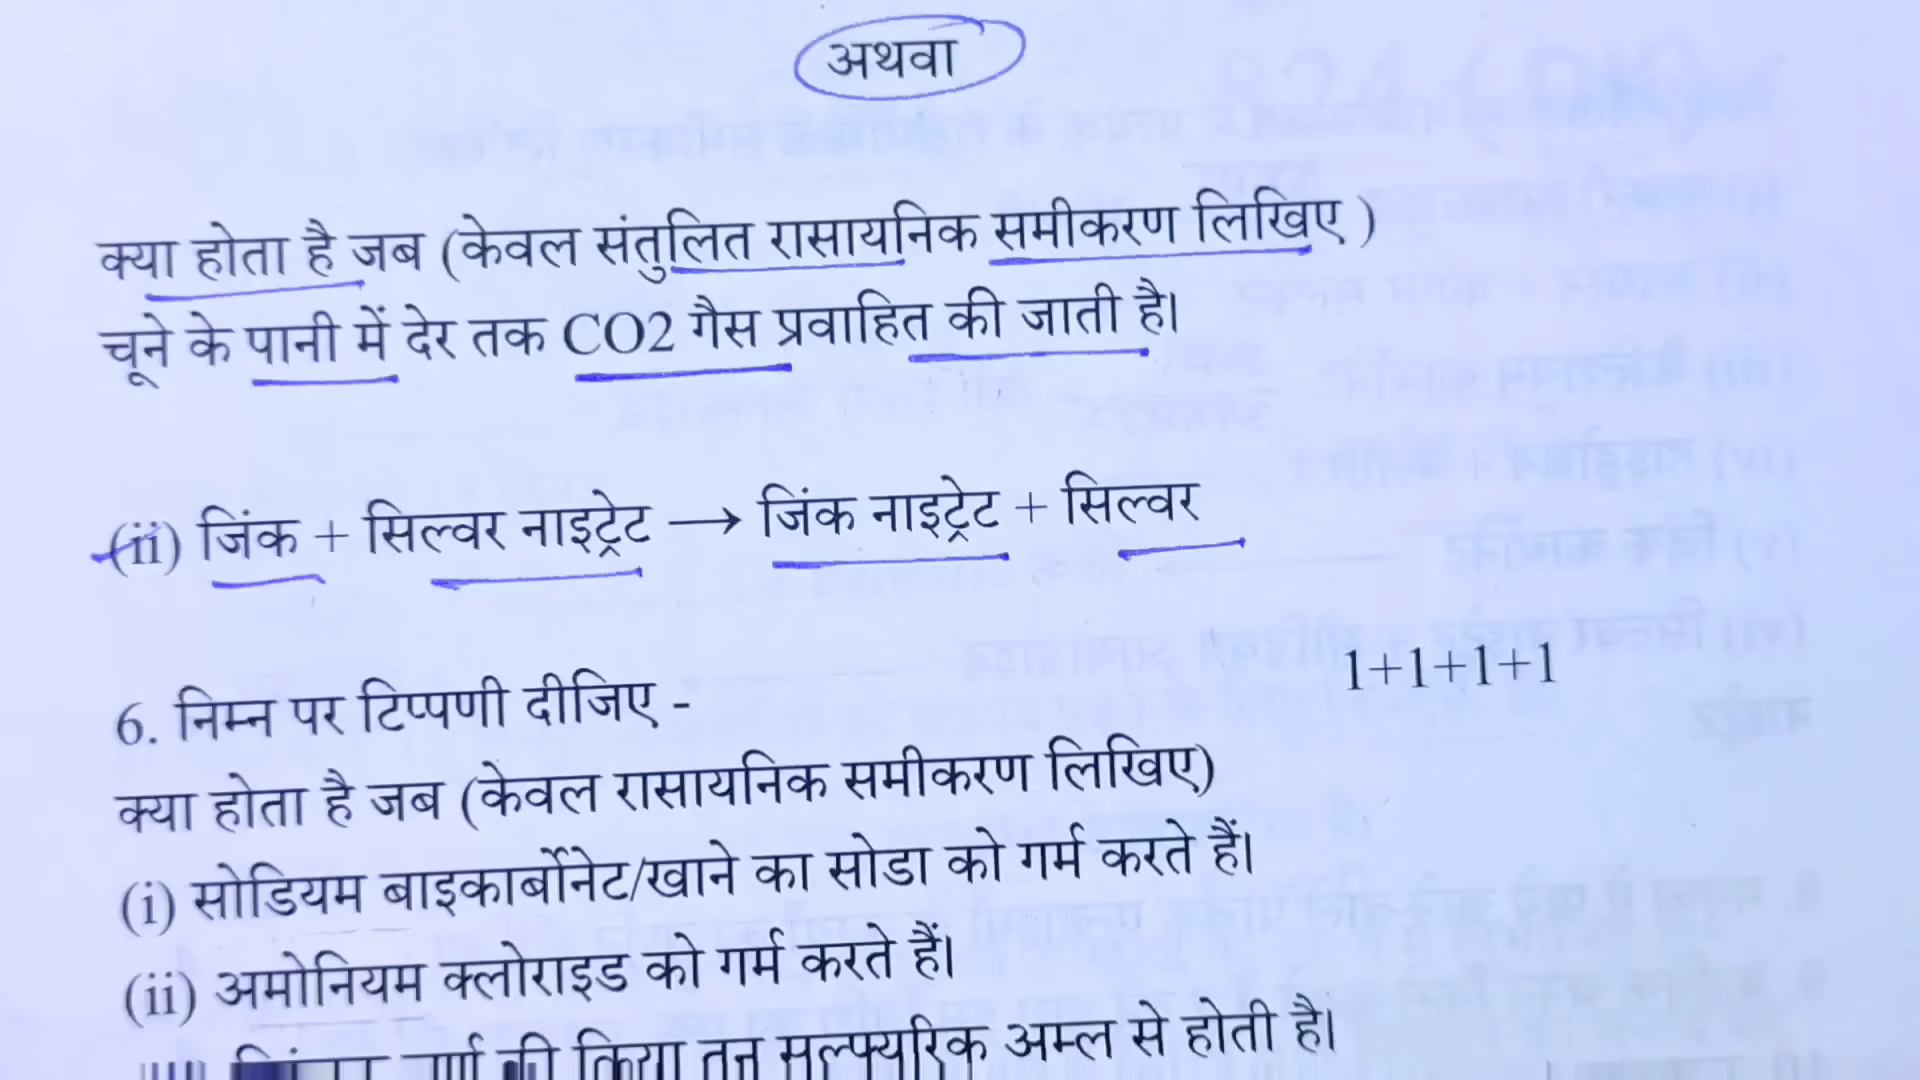 अथवा
क्या होता है जब (केवल संतुलित रासायनिक समीकरण लिखिए )
चूने के पानी में देर तक CO2 गैस प्रवाहित की जाती है।
(ii) जिंक + सिल्वर नाइट्रेट → जिंक नाइट्रेट + सिल्वर
1+1+1+1
6. निम्न पर टिप्पणी दीजिए -
क्या होता है जब (केवल रासायनिक समीकरण लिखिए)
(i) सोडियम बाइकार्बोनेट/खाने का सोडा को गर्म करते हैं।
(ii) अमोनियम क्लोराइड को गर्म करते हैं।
की क्रिया तनु सल्फ्यूरिक अम्ल से होती है।